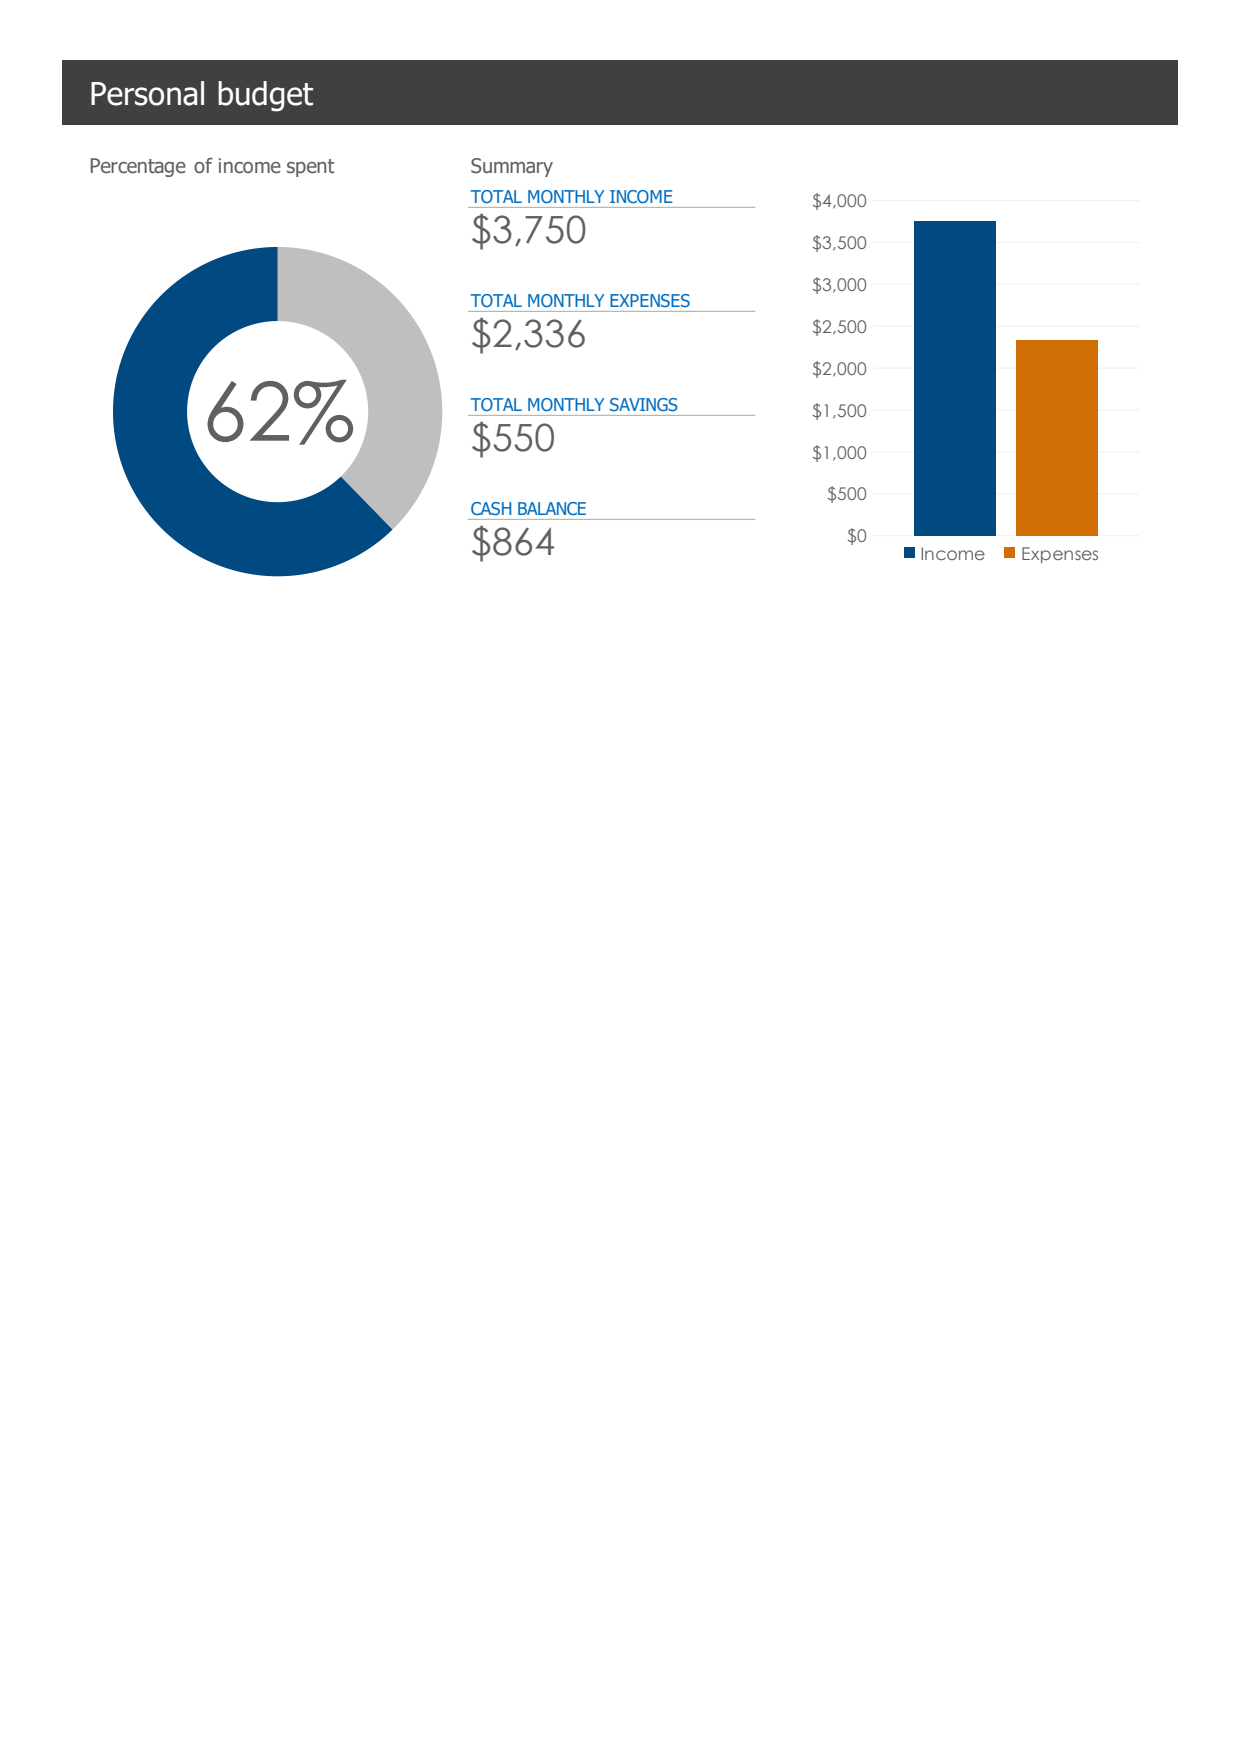 Personal budget
Percentage of income spent
62%
Summary
TOTAL MONTHLY INCOME
$3,750
TOTAL MONTHLY EXPENSES
$2,336
TOTAL MONTHLY SAVINGS
$550
CASH BALANCE
$864
$4,000
$3,500
$3,000
$2,500
$2,000
$1,500
$1,000
$500
$0
Income Expenses